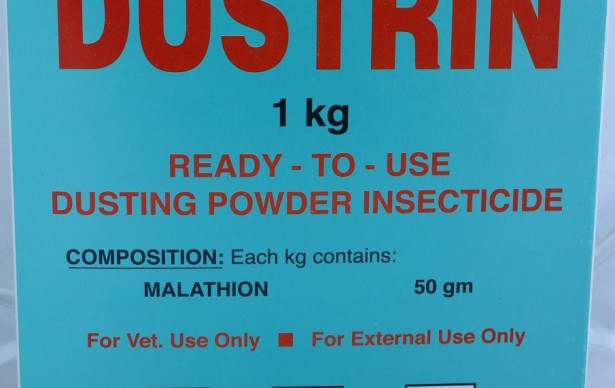 DUSTRIN
1 kg
READY - TO - USE
DUSTING POWDER INSECTICIDE
COMPOSITION: Each kg contains:
MALATHION 50 gm
For Vet. Use Only ■ For External Use Only